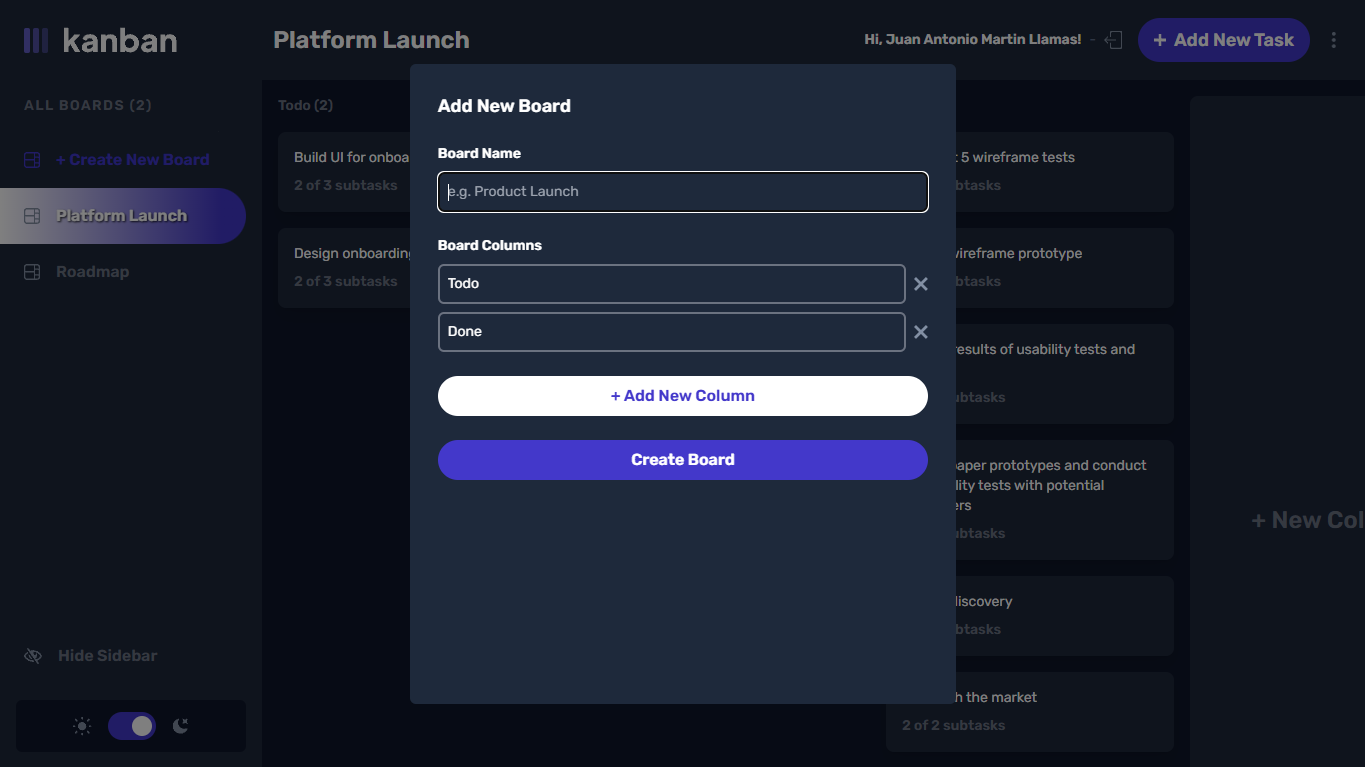 kanban
Platform Launch
Hi, Juan Antonio Martin Llamas! -
+ Add New Task
ALL BOARDS (2)
+ Create New Board
Platform Launch
Roadmap
Hide Sidebar
Todo (2)
Build UI for onboa
2 of 3 subtasks
Design onboarding
2 of 3 subtasks
Add New Board
Board Name
e.g. Product Launch
Board Columns
Todo
Done
+ Add New Column
Create Board
5 wireframe tests
btasks
wireframe prototype
btasks
results of usability tests and
ubtasks
paper prototypes and conduct
lity tests with potential
ers
ubtasks
discovery
btasks
h the market
2 of 2 subtasks
+ New Col